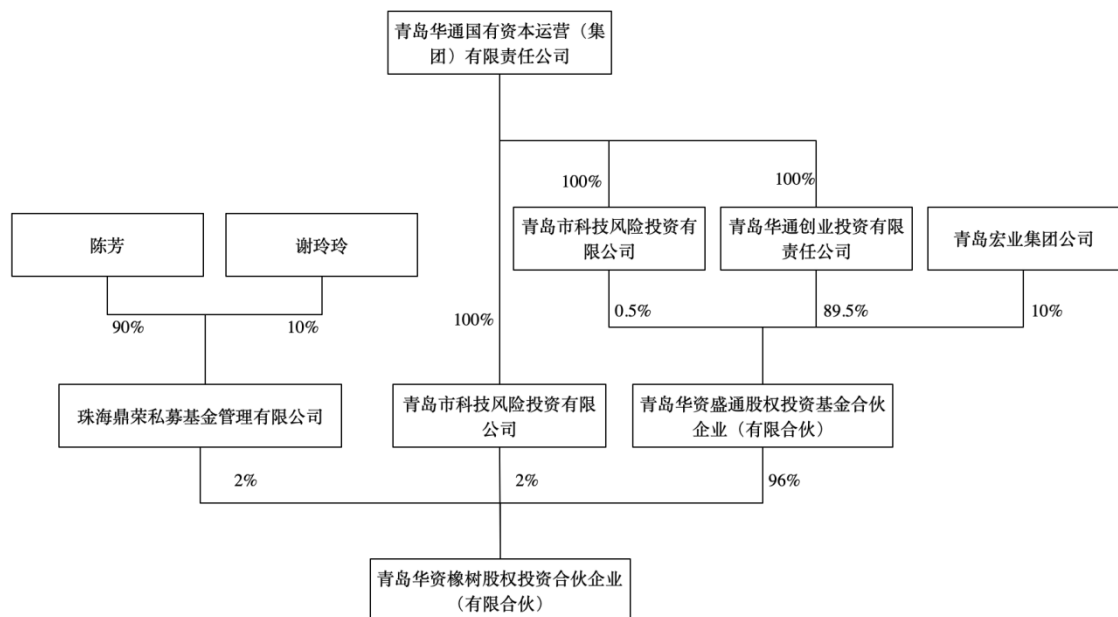 青岛华通国有资本运营（集
团）有限责任公司
100%
100%
陈芳
谢玲玲
青岛市科技风险投资有
限公司
青岛华通创业投资有限
责任公司
青岛宏业集团公司
90%
10%
100%
0.5%
89.5%
10%
珠海鼎荣私募基金管理有限公司
青岛市科技风险投资有限
公司
青岛华资盛通股权投资基金合伙
企业（有限合伙）
2%
2%
96%
青岛华资橡树股权投资合伙企业
（有限合伙）